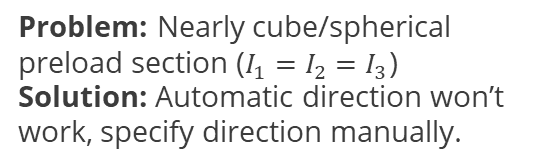 Problem: Nearly cube/spherical
preload section (𝐼₁ = 𝐼₂ = 𝐼₃)
Solution: Automatic direction won't
work, specify direction manually.